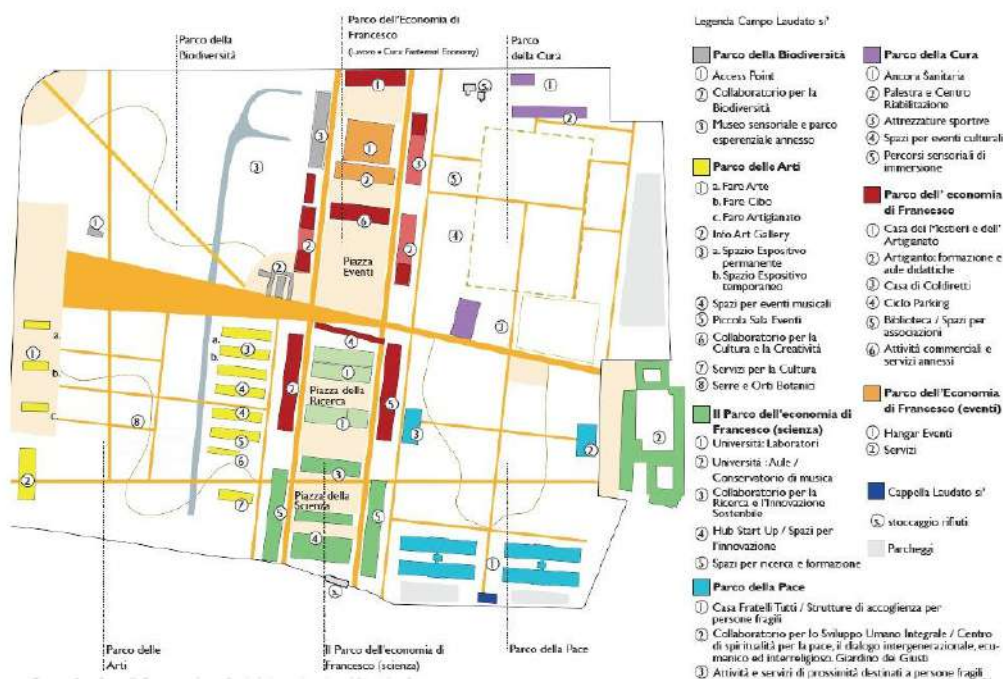 Parco della
Biodiversità
Parco dell'Economia di
Francesco
(Lavoro e Cura Fraternal Economy)
Parco
della Cura
Piazza
Eventi
Piazza della
Ricerca
Piazza della
Scienza
a.
b.
c.
a.
b.
Parco delle
Arti
Il Parco dell'economia di
Francesco (scienza)
Parco della Pace
Legenda Campo Laudato si'
Parco della Biodiversità
1 Access Point
2 Collaboratorio per la
Biodiversità
3 Museo sensoriale e parco
esperenziale annesso
Parco delle Arti
1 a. Fare Arte
b. Fare Cibo
c. Fare Artigianato
2 Info Art Gallery
3 a. Spazio Espositivo
permanente
b. Spazio Espositivo
temporaneo
4 Spazi per eventi musicali
5 Piccola Sala Eventi
6 Collaboratorio per la
Cultura e la Creatività
7 Servizi per la Cultura
8 Serre e Orti Botanici
Il Parco dell'economia di
Francesco (scienza)
1 Università: Laboratori
2 Università : Aule /
Conservatorio di musica
3 Collaboratorio per la
Ricerca e l'Innovazione
Sostenbile
4 Hub Start Up / Spazi per
l'innovazione
5 Spazi per ricerca e formazione
Parco della Pace
1 Casa Fratelli Tutti / Strutture di accoglienza per
persone fragili
2 Collaboratorio per lo Sviluppo Umano Integrale / Centro
di spiritualità per la pace, il dialogo intergenerazionale, ecu-
menico ed interreligioso. Giardino dei Giusti
3 Attività e servizi di prossimità destinati a persone fragili
Parco della Cura
1 Ancora Sanitaria
2 Palestra e Centro
Riabilitazione
3 Attrezzature sportive
4 Spazi per eventi culturali
5 Percorsi sensoriali di
immersione
Parco dell' economia
di Francesco
1 Casa dei Mestieri e dell'
Artigianato
2 Artiganto: formazione e
aule didattiche
3 Casa di Coldiretti
4 Ciclo Parking
5 Biblioteca / Spazi per
associazioni
6 Attività commerciali e
servizi annessi
Parco dell'Economia
di Francesco (eventi)
1 Hangar Eventi
2 Servizi
Cappella Laudato si'
s. stoccaggio rifiuti
Parcheggi